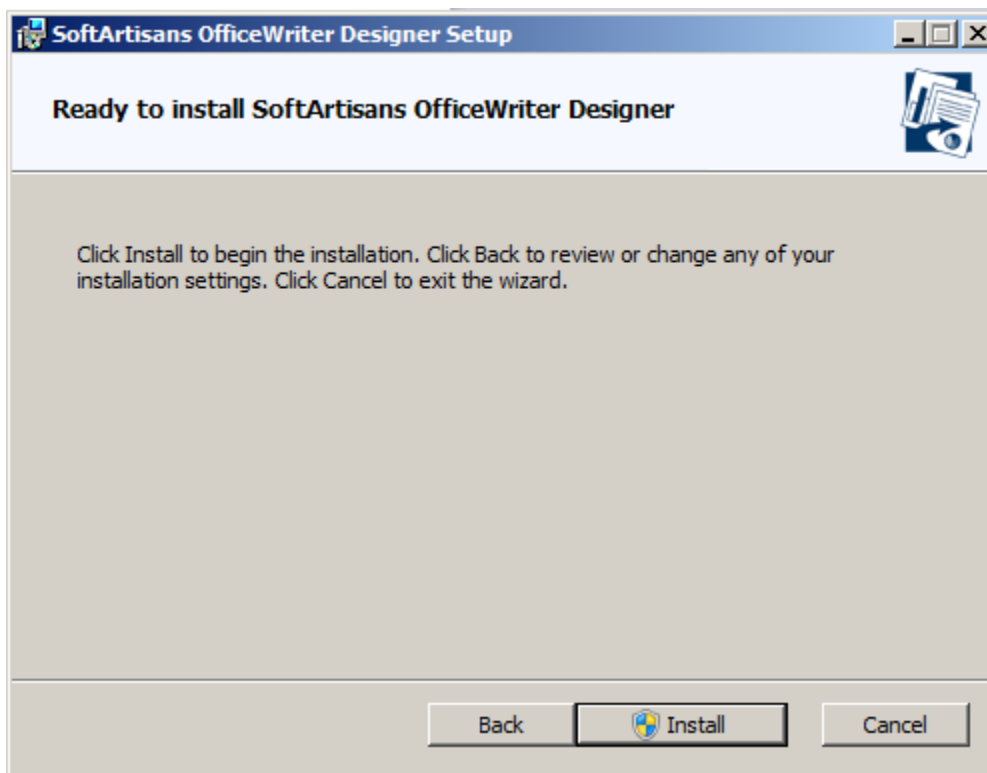 SoftArtisans OfficeWriter Designer Setup
Ready to install SoftArtisans OfficeWriter Designer
Click Install to begin the installation. Click Back to review or change any of your
installation settings. Click Cancel to exit the wizard.
Back Install Cancel